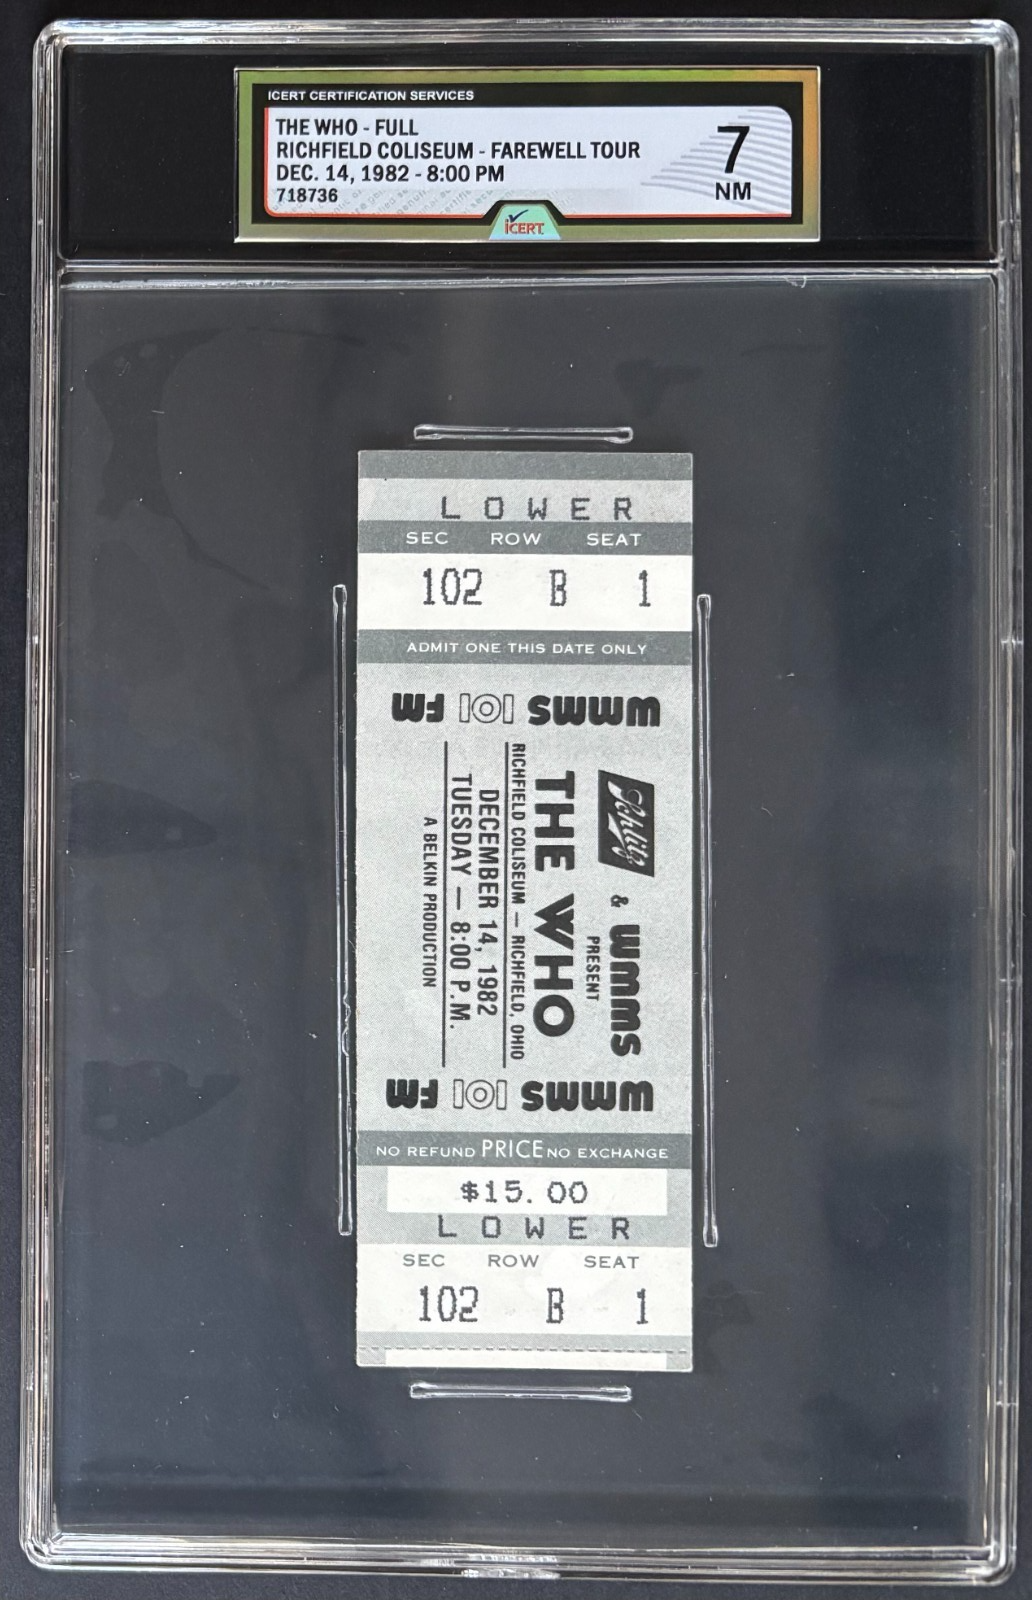 ICERT CERTIFICATION SERVICES
THE WHO - FULL
RICHFIELD COLISEUM - FAREWELL TOUR
DEC. 14, 1982 - 8:00 PM
718736
7
NM
iCERT
LOWER
SEC ROW SEAT
102 B 1
ADMIT ONE THIS DATE ONLY
WMMS 101 FM
Schlitz & WMMS
PRESENT
THE WHO
RICHFIELD COLISEUM — RICHFIELD, OHIO
DECEMBER 14, 1982
TUESDAY — 8:00 P.M.
A BELKIN PRODUCTION
WMMS 101 FM
NO REFUND PRICE NO EXCHANGE
$15.00
LOWER
SEC ROW SEAT
102 B 1